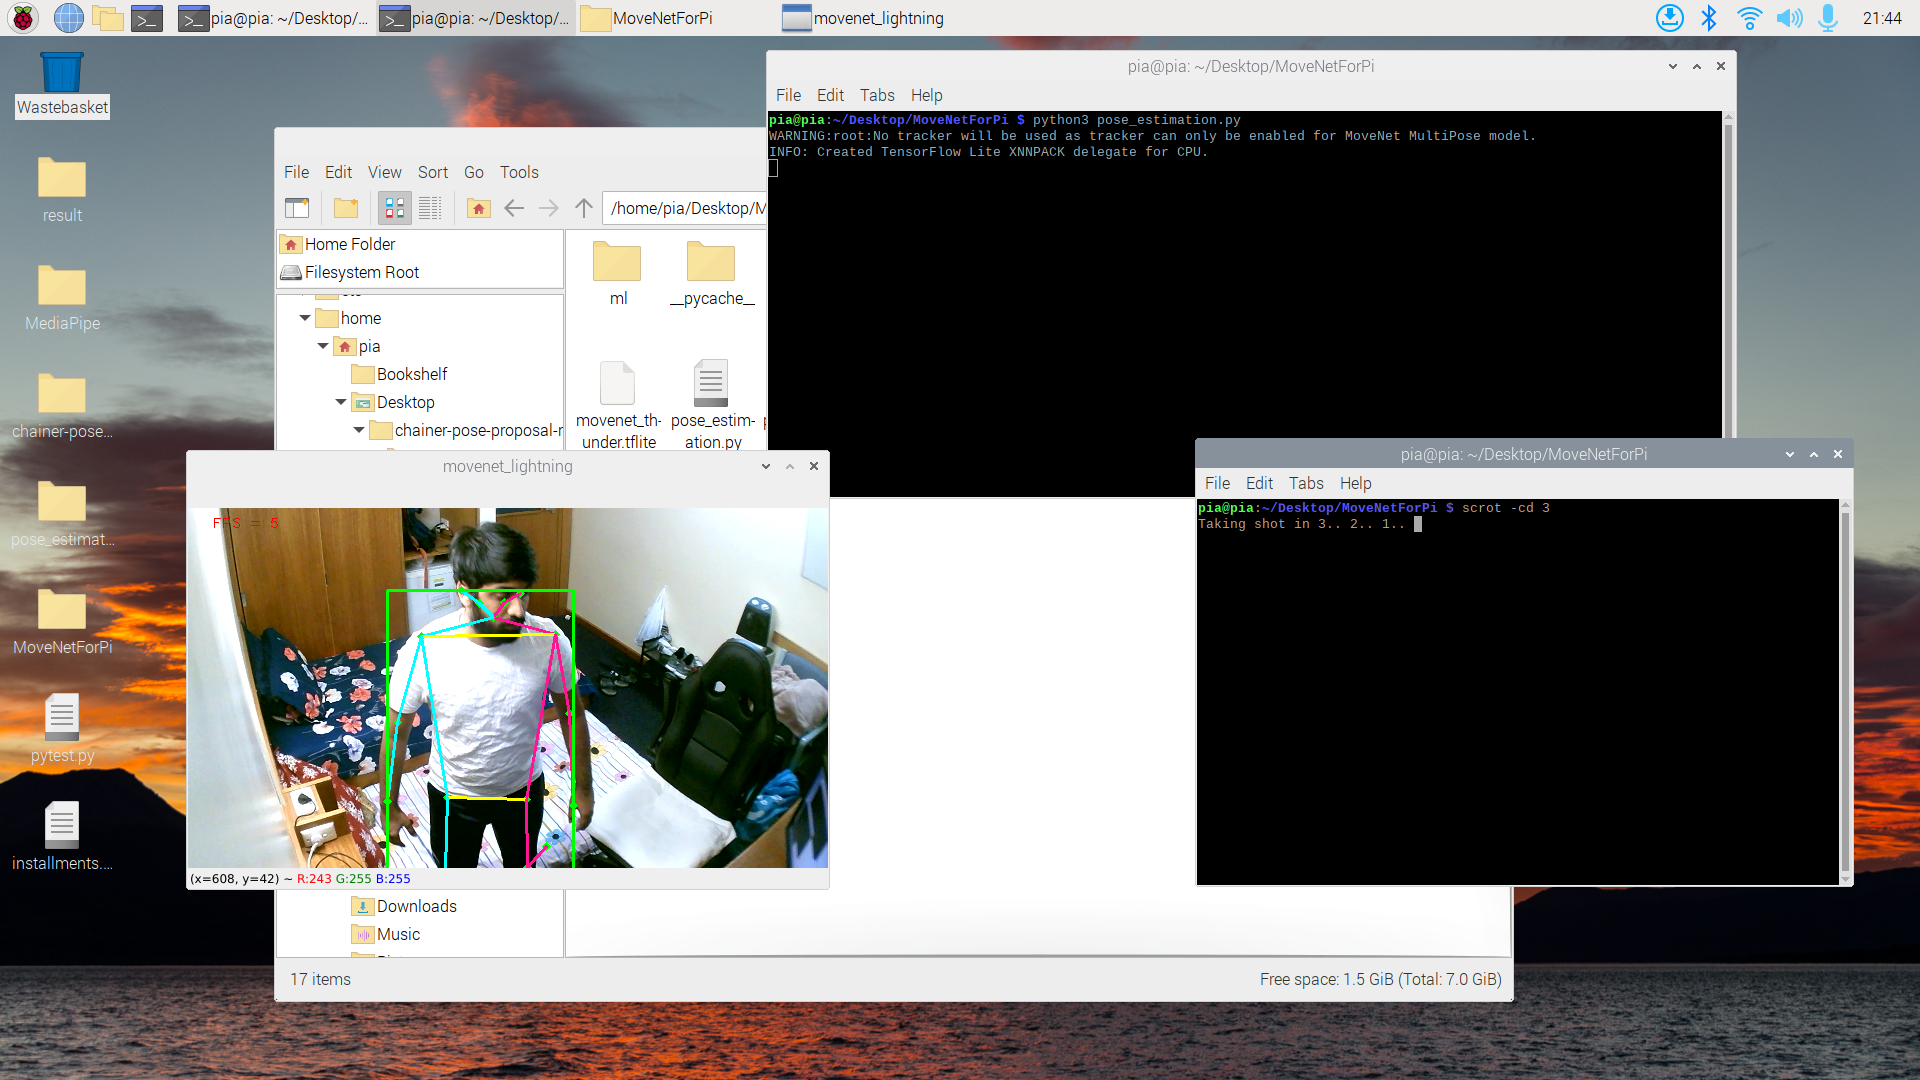 pia@pia: ~/Desktop/...
pia@pia: ~/Desktop/...
MoveNetForPi
movenet_lightning
21:44
Wastebasket
result
MediaPipe
chainer-pose...
pose_estimat...
MoveNetForPi
pytest.py
installments....
File Edit View Sort Go Tools
/home/pia/Desktop/M
Home Folder
Filesystem Root
home
pia
Bookshelf
Desktop
chainer-pose-proposal-r
Downloads
Music
ml
__pycache__
movenet_th-
under.tflite
pose_estim-
ation.py
17 items
Free space: 1.5 GiB (Total: 7.0 GiB)
pia@pia: ~/Desktop/MoveNetForPi
File Edit Tabs Help
pia@pia:~/Desktop/MoveNetForPi $ python3 pose_estimation.py
WARNING:root:No tracker will be used as tracker can only be enabled for MoveNet MultiPose model.
INFO: Created TensorFlow Lite XNNPACK delegate for CPU.
movenet_lightning
FPS = 5
(x=608, y=42) ~ R:243 G:255 B:255
pia@pia: ~/Desktop/MoveNetForPi
File Edit Tabs Help
pia@pia:~/Desktop/MoveNetForPi $ scrot -cd 3
Taking shot in 3.. 2.. 1..